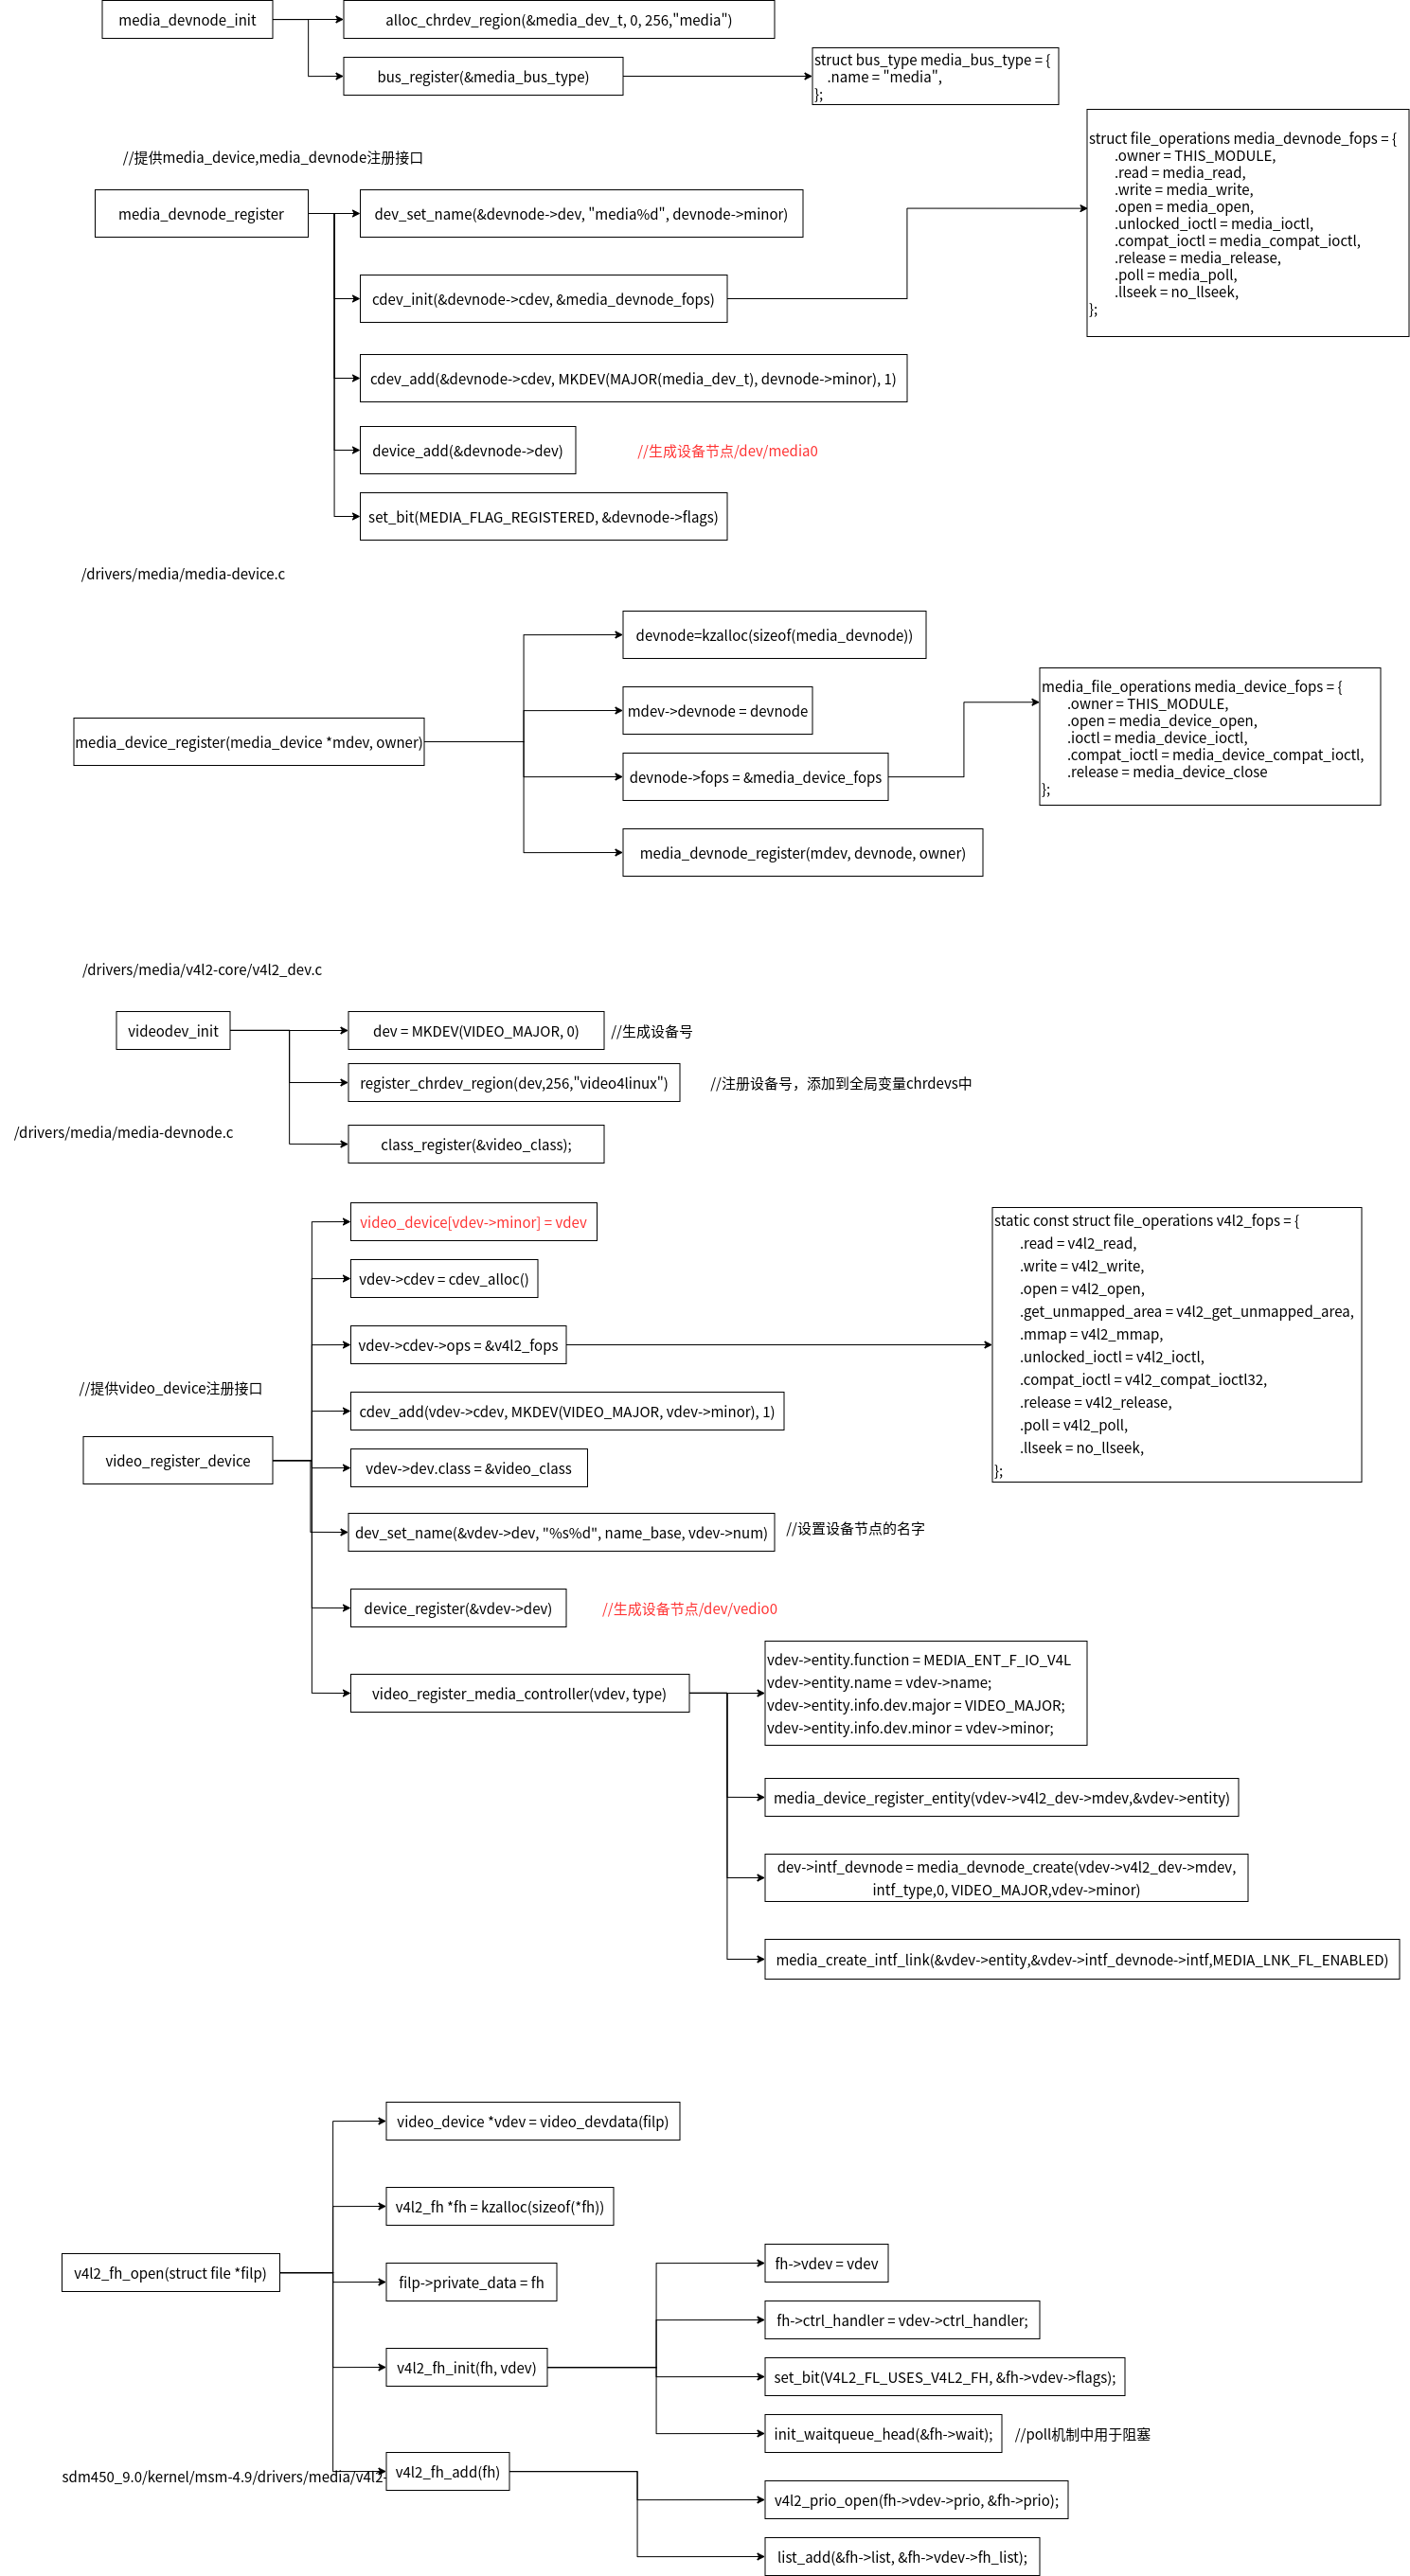 media_devnode_init
alloc_chrdev_region(&media_dev_t, 0, 256,"media")
bus_register(&media_bus_type)
struct bus_type media_bus_type = {
.name = "media",
};
//提供media_device,media_devnode注册接口
media_devnode_register
dev_set_name(&devnode->dev, "media%d", devnode->minor)
cdev_init(&devnode->cdev, &media_devnode_fops)
struct file_operations media_devnode_fops = {
.owner = THIS_MODULE,
.read = media_read,
.write = media_write,
.open = media_open,
.unlocked_ioctl = media_ioctl,
.compat_ioctl = media_compat_ioctl,
.release = media_release,
.poll = media_poll,
.llseek = no_llseek,
};
cdev_add(&devnode->cdev, MKDEV(MAJOR(media_dev_t), devnode->minor), 1)
device_add(&devnode->dev)
//生成设备节点/dev/media0
set_bit(MEDIA_FLAG_REGISTERED, &devnode->flags)
/drivers/media/media-device.c
media_device_register(media_device *mdev, owner)
devnode=kzalloc(sizeof(media_devnode))
mdev->devnode = devnode
devnode->fops = &media_device_fops
media_file_operations media_device_fops = {
.owner = THIS_MODULE,
.open = media_device_open,
.ioctl = media_device_ioctl,
.compat_ioctl = media_device_compat_ioctl,
.release = media_device_close
};
media_devnode_register(mdev, devnode, owner)
/drivers/media/v4l2-core/v4l2_dev.c
videodev_init
dev = MKDEV(VIDEO_MAJOR, 0)
//生成设备号
register_chrdev_region(dev,256,"video4linux")
//注册设备号，添加到全局变量chrdevs中
/drivers/media/media-devnode.c
class_register(&video_class);
video_device[vdev->minor] = vdev
vdev->cdev = cdev_alloc()
vdev->cdev->ops = &v4l2_fops
static const struct file_operations v4l2_fops = {
.read = v4l2_read,
.write = v4l2_write,
.open = v4l2_open,
.get_unmapped_area = v4l2_get_unmapped_area,
.mmap = v4l2_mmap,
.unlocked_ioctl = v4l2_ioctl,
.compat_ioctl = v4l2_compat_ioctl32,
.release = v4l2_release,
.poll = v4l2_poll,
.llseek = no_llseek,
};
//提供video_device注册接口
video_register_device
cdev_add(vdev->cdev, MKDEV(VIDEO_MAJOR, vdev->minor), 1)
vdev->dev.class = &video_class
dev_set_name(&vdev->dev, "%s%d", name_base, vdev->num)
//设置设备节点的名字
device_register(&vdev->dev)
//生成设备节点/dev/vedio0
video_register_media_controller(vdev, type)
vdev->entity.function = MEDIA_ENT_F_IO_V4L
vdev->entity.name = vdev->name;
vdev->entity.info.dev.major = VIDEO_MAJOR;
vdev->entity.info.dev.minor = vdev->minor;
media_device_register_entity(vdev->v4l2_dev->mdev,&vdev->entity)
dev->intf_devnode = media_devnode_create(vdev->v4l2_dev->mdev,
intf_type,0, VIDEO_MAJOR,vdev->minor)
media_create_intf_link(&vdev->entity,&vdev->intf_devnode->intf,MEDIA_LNK_FL_ENABLED)
v4l2_fh_open(struct file *filp)
video_device *vdev = video_devdata(filp)
v4l2_fh *fh = kzalloc(sizeof(*fh))
filp->private_data = fh
v4l2_fh_init(fh, vdev)
fh->vdev = vdev
fh->ctrl_handler = vdev->ctrl_handler;
set_bit(V4L2_FL_USES_V4L2_FH, &fh->vdev->flags);
init_waitqueue_head(&fh->wait);
//poll机制中用于阻塞
sdm450_9.0/kernel/msm-4.9/drivers/media/v4l2-
v4l2_fh_add(fh)
v4l2_prio_open(fh->vdev->prio, &fh->prio);
list_add(&fh->list, &fh->vdev->fh_list);